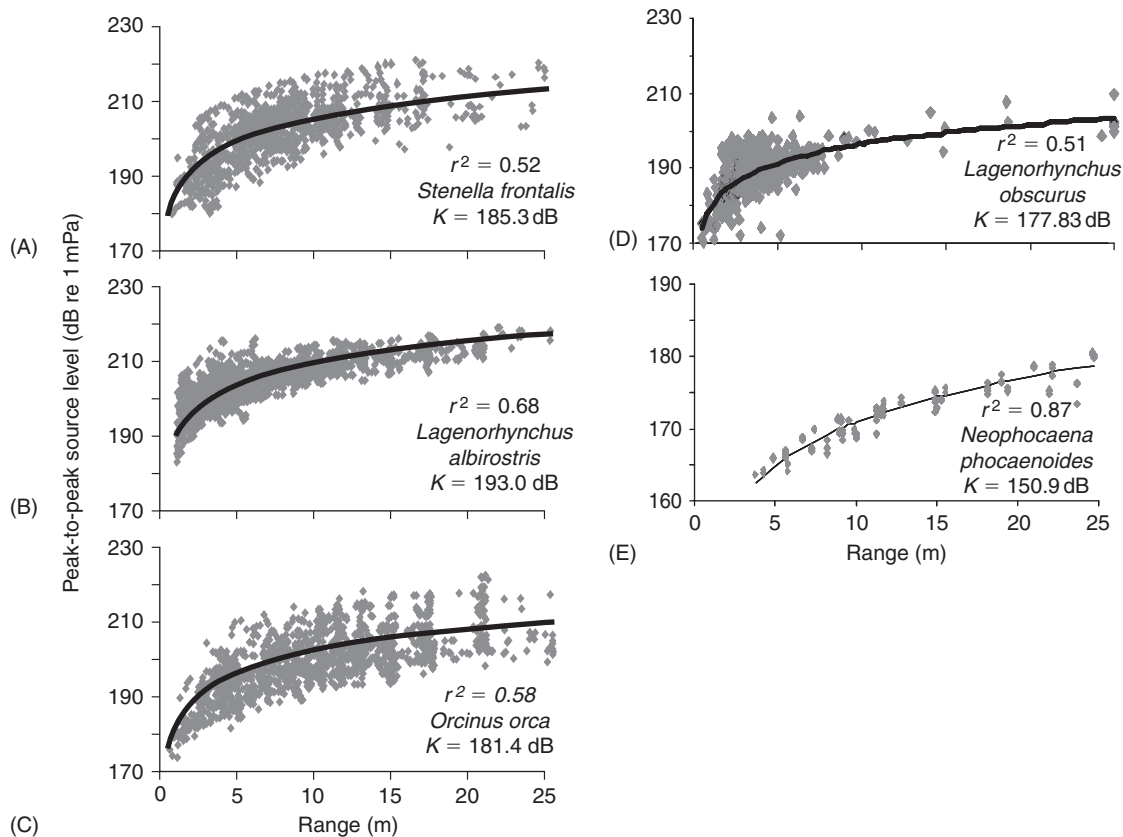 Peak-to-peak source level (dB re 1 mPa)
230
210
190
170
r² = 0.52
Stenella frontalis
K = 185.3 dB
(A)
230
210
190
170
r² = 0.68
Lagenorhynchus
albirostris
K = 193.0 dB
(B)
230
210
190
170
r² = 0.58
Orcinus orca
K = 181.4 dB
0 5 10 15 20 25
Range (m)
(C)
230
210
190
170
r² = 0.51
Lagenorhynchus
obscurus
K = 177.83 dB
(D)
190
180
170
160
r² = 0.87
Neophocaena
phocaenoides
K = 150.9 dB
0 5 10 15 20 25
Range (m)
(E)